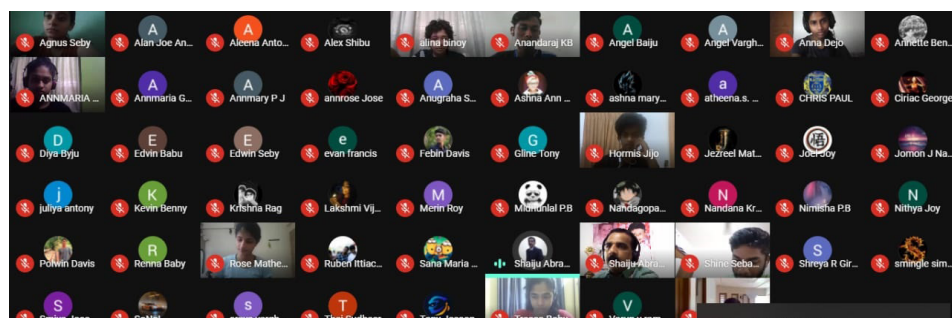 Agnus Seby A Alan Joe An... A Aleena Anto... Alex Shibu alina binoy Anandaraj KB A Angel Baiju A Angel Vargh... Anna Dejo Annette Ben...
ANNMARIA ... A Annmaria G... A Annmary P J annrose Jose A Anugraha S... Ashna Ann ... ashna mary... a atheena.s. ... CHRIS PAUL Ciriac George
D Diya Byju E Edwin Babu E Edwin Seby e evan francis Febin Davis G Gline Tony Hormis Jijo Jezreel Mat... Joel Joy Jomon J Na...
j juliya antony K Kevin Benny Krishna Rag Lakshmi Vij... M Merin Roy Midhunlal P.B Nandagopa... N Nandana Kr... Nimisha P.B N Nithya Joy
Polwin Davis R Renna Baby Rose Mathe... Ruben Ittiac... Sana Maria ... Shaiju Abra... Shaiju Abra... Shine Seba... S Shreya R Gir... smingle sim...
S s T V